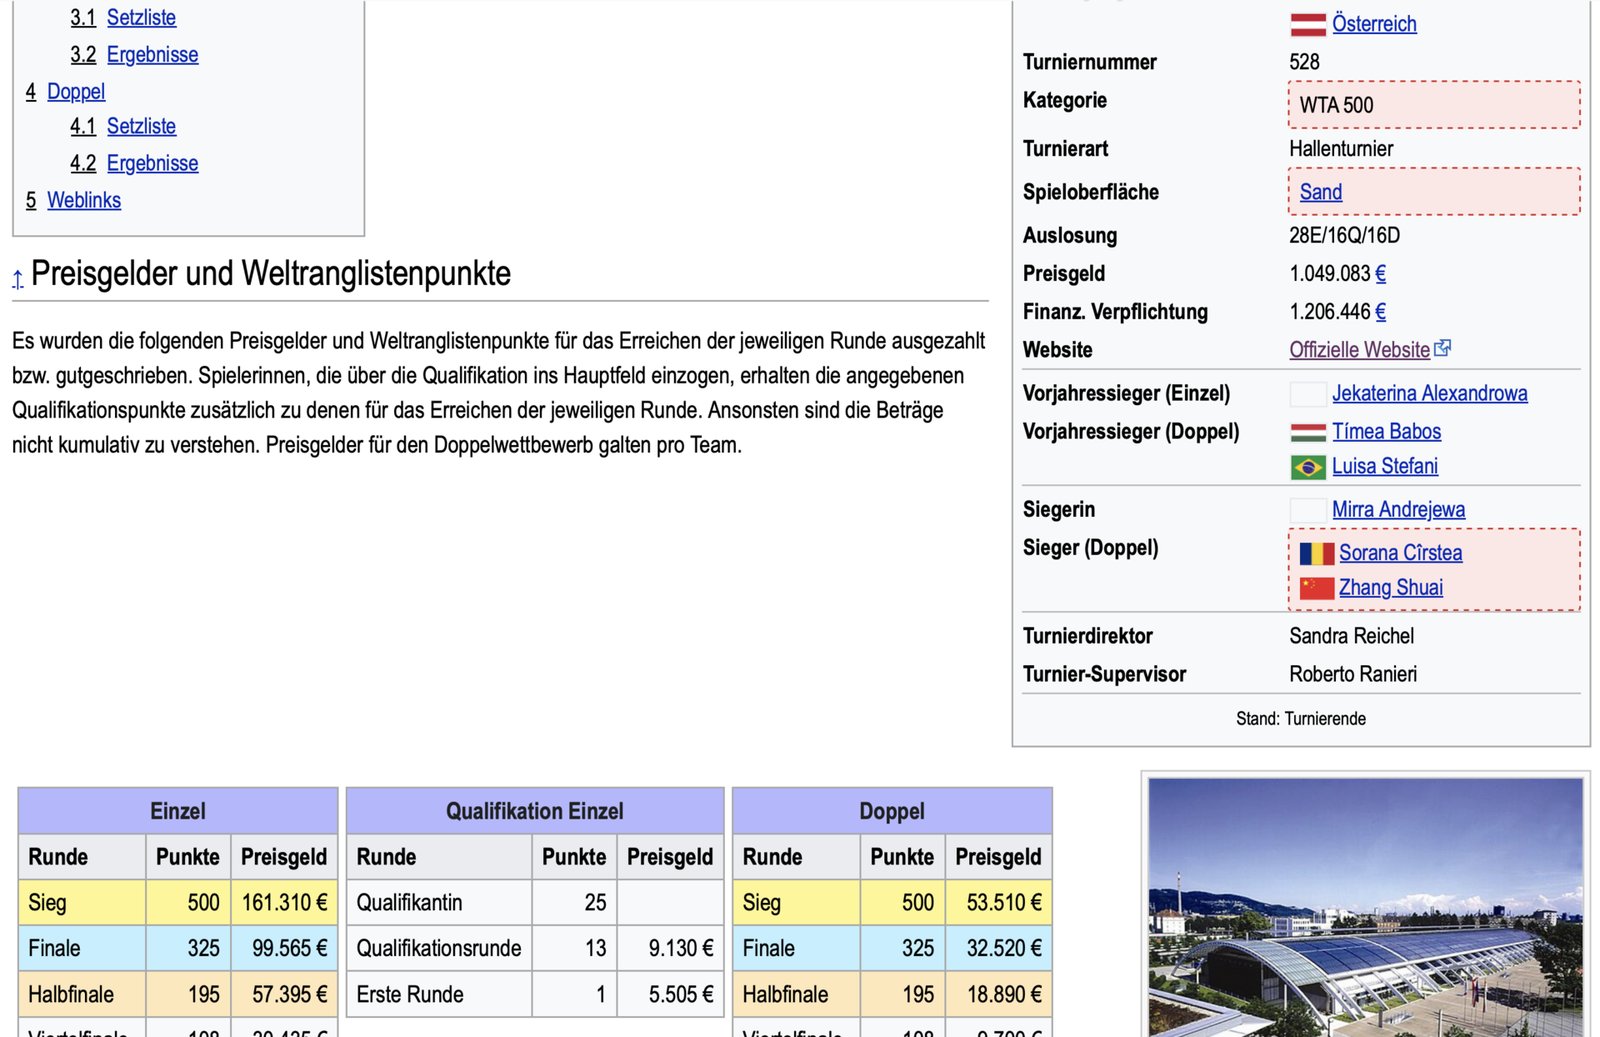 3.1 Setzliste
3.2 Ergebnisse
4 Doppel
4.1 Setzliste
4.2 Ergebnisse
5 Weblinks
↑ Preisgelder und Weltranglistenpunkte
Es wurden die folgenden Preisgelder und Weltranglistenpunkte für das Erreichen der jeweiligen Runde ausgezahlt
bzw. gutgeschrieben. Spielerinnen, die über die Qualifikation ins Hauptfeld einzogen, erhalten die angegebenen
Qualifikationspunkte zusätzlich zu denen für das Erreichen der jeweiligen Runde. Ansonsten sind die Beträge
nicht kumulativ zu verstehen. Preisgelder für den Doppelwettbewerb galten pro Team.
Österreich
Turniernummer 528
Kategorie WTA 500
Turnierart Hallenturnier
Spieloberfläche Sand
Auslosung 28E/16Q/16D
Preisgeld 1.049.083 €
Finanz. Verpflichtung 1.206.446 €
Website Offizielle Website
Vorjahressieger (Einzel) Jekaterina Alexandrowa
Vorjahressieger (Doppel) Tímea Babos
Luisa Stefani
Siegerin Mirra Andrejewa
Sieger (Doppel) Sorana Cîrstea
Zhang Shuai
Turnierdirektor Sandra Reichel
Turnier-Supervisor Roberto Ranieri
Stand: Turnierende
Einzel
Runde Punkte Preisgeld
Sieg 500 161.310 €
Finale 325 99.565 €
Halbfinale 195 57.395 €
Viertelfinale 108
Qualifikation Einzel
Runde Punkte Preisgeld
Qualifikantin 25
Qualifikationsrunde 13 9.130 €
Erste Runde 1 5.505 €
Doppel
Runde Punkte Preisgeld
Sieg 500 53.510 €
Finale 325 32.520 €
Halbfinale 195 18.890 €
Viertelfinale 108